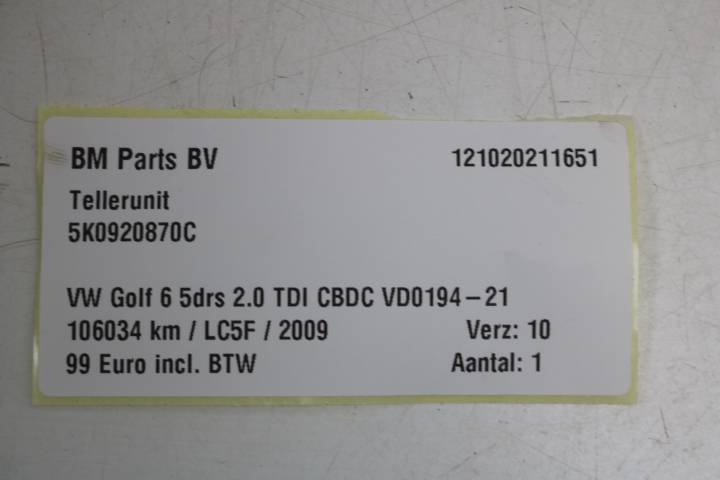 BM Parts BV 121020211651
Tellerunit
5K0920870C
VW Golf 6 5drs 2.0 TDI CBDC VD0194-21
106034 km / LC5F / 2009 Verz: 10
99 Euro incl. BTW Aantal: 1